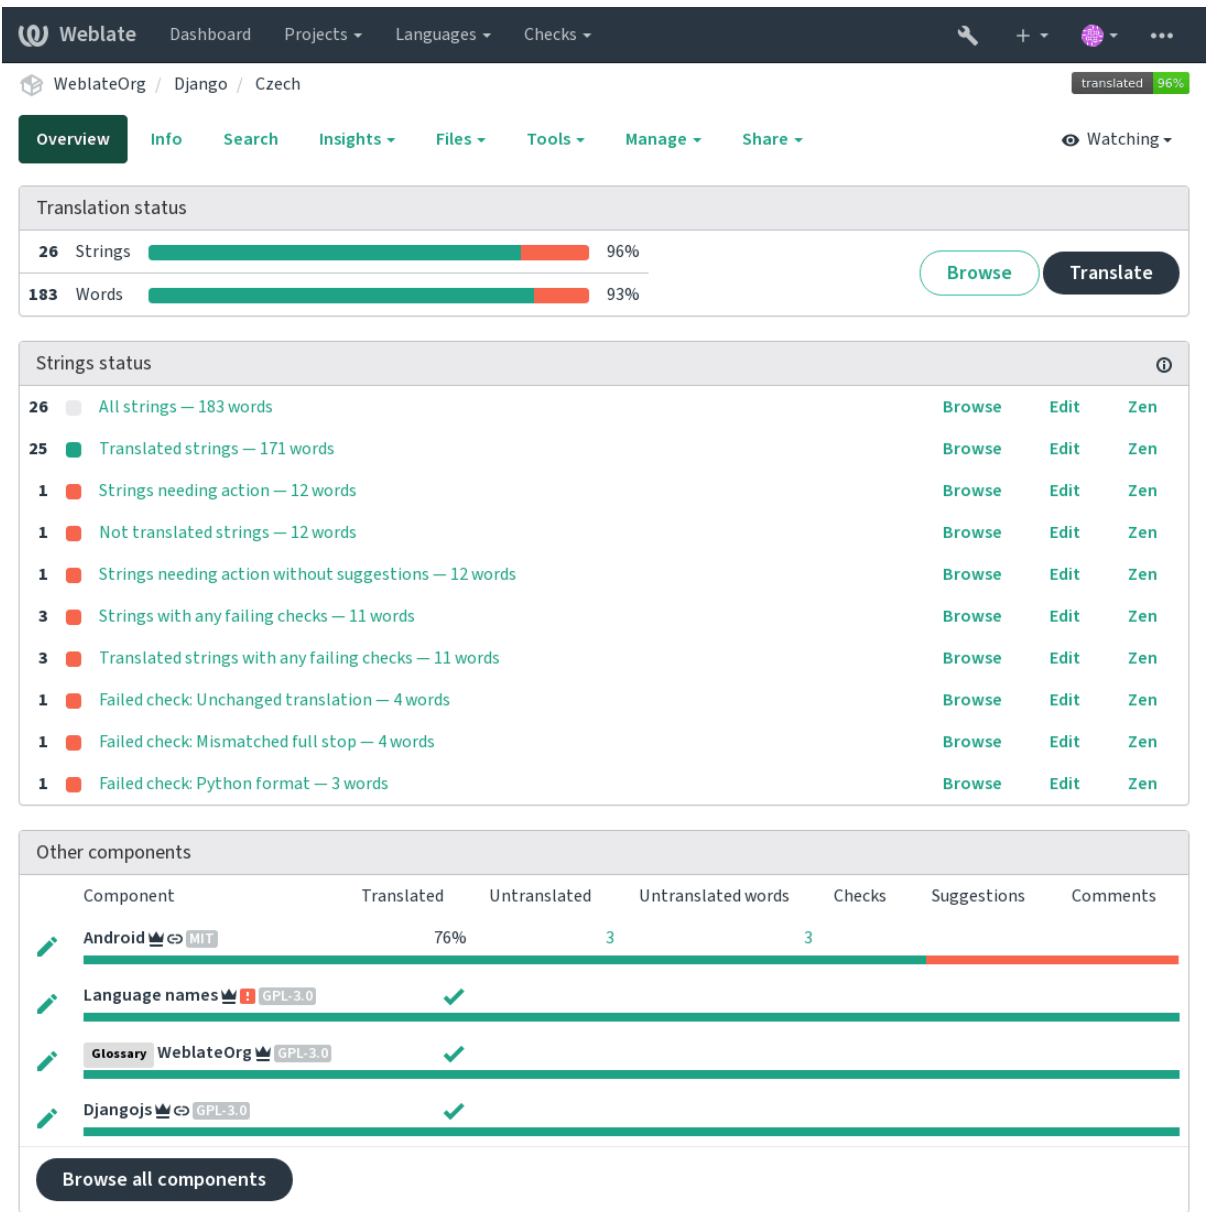 Weblate Dashboard Projects Languages Checks
WeblateOrg / Django / Czech translated 96%
Overview Info Search Insights Files Tools Manage Share Watching
Translation status
26 Strings 96%
183 Words 93%
Browse Translate
Strings status
26 All strings — 183 words Browse Edit Zen
25 Translated strings — 171 words Browse Edit Zen
1 Strings needing action — 12 words Browse Edit Zen
1 Not translated strings — 12 words Browse Edit Zen
1 Strings needing action without suggestions — 12 words Browse Edit Zen
3 Strings with any failing checks — 11 words Browse Edit Zen
3 Translated strings with any failing checks — 11 words Browse Edit Zen
1 Failed check: Unchanged translation — 4 words Browse Edit Zen
1 Failed check: Mismatched full stop — 4 words Browse Edit Zen
1 Failed check: Python format — 3 words Browse Edit Zen
Other components
Component Translated Untranslated Untranslated words Checks Suggestions Comments
Android MIT 76% 3 3
Language names GPL-3.0
Glossary WeblateOrg GPL-3.0
Djangojs GPL-3.0
Browse all components